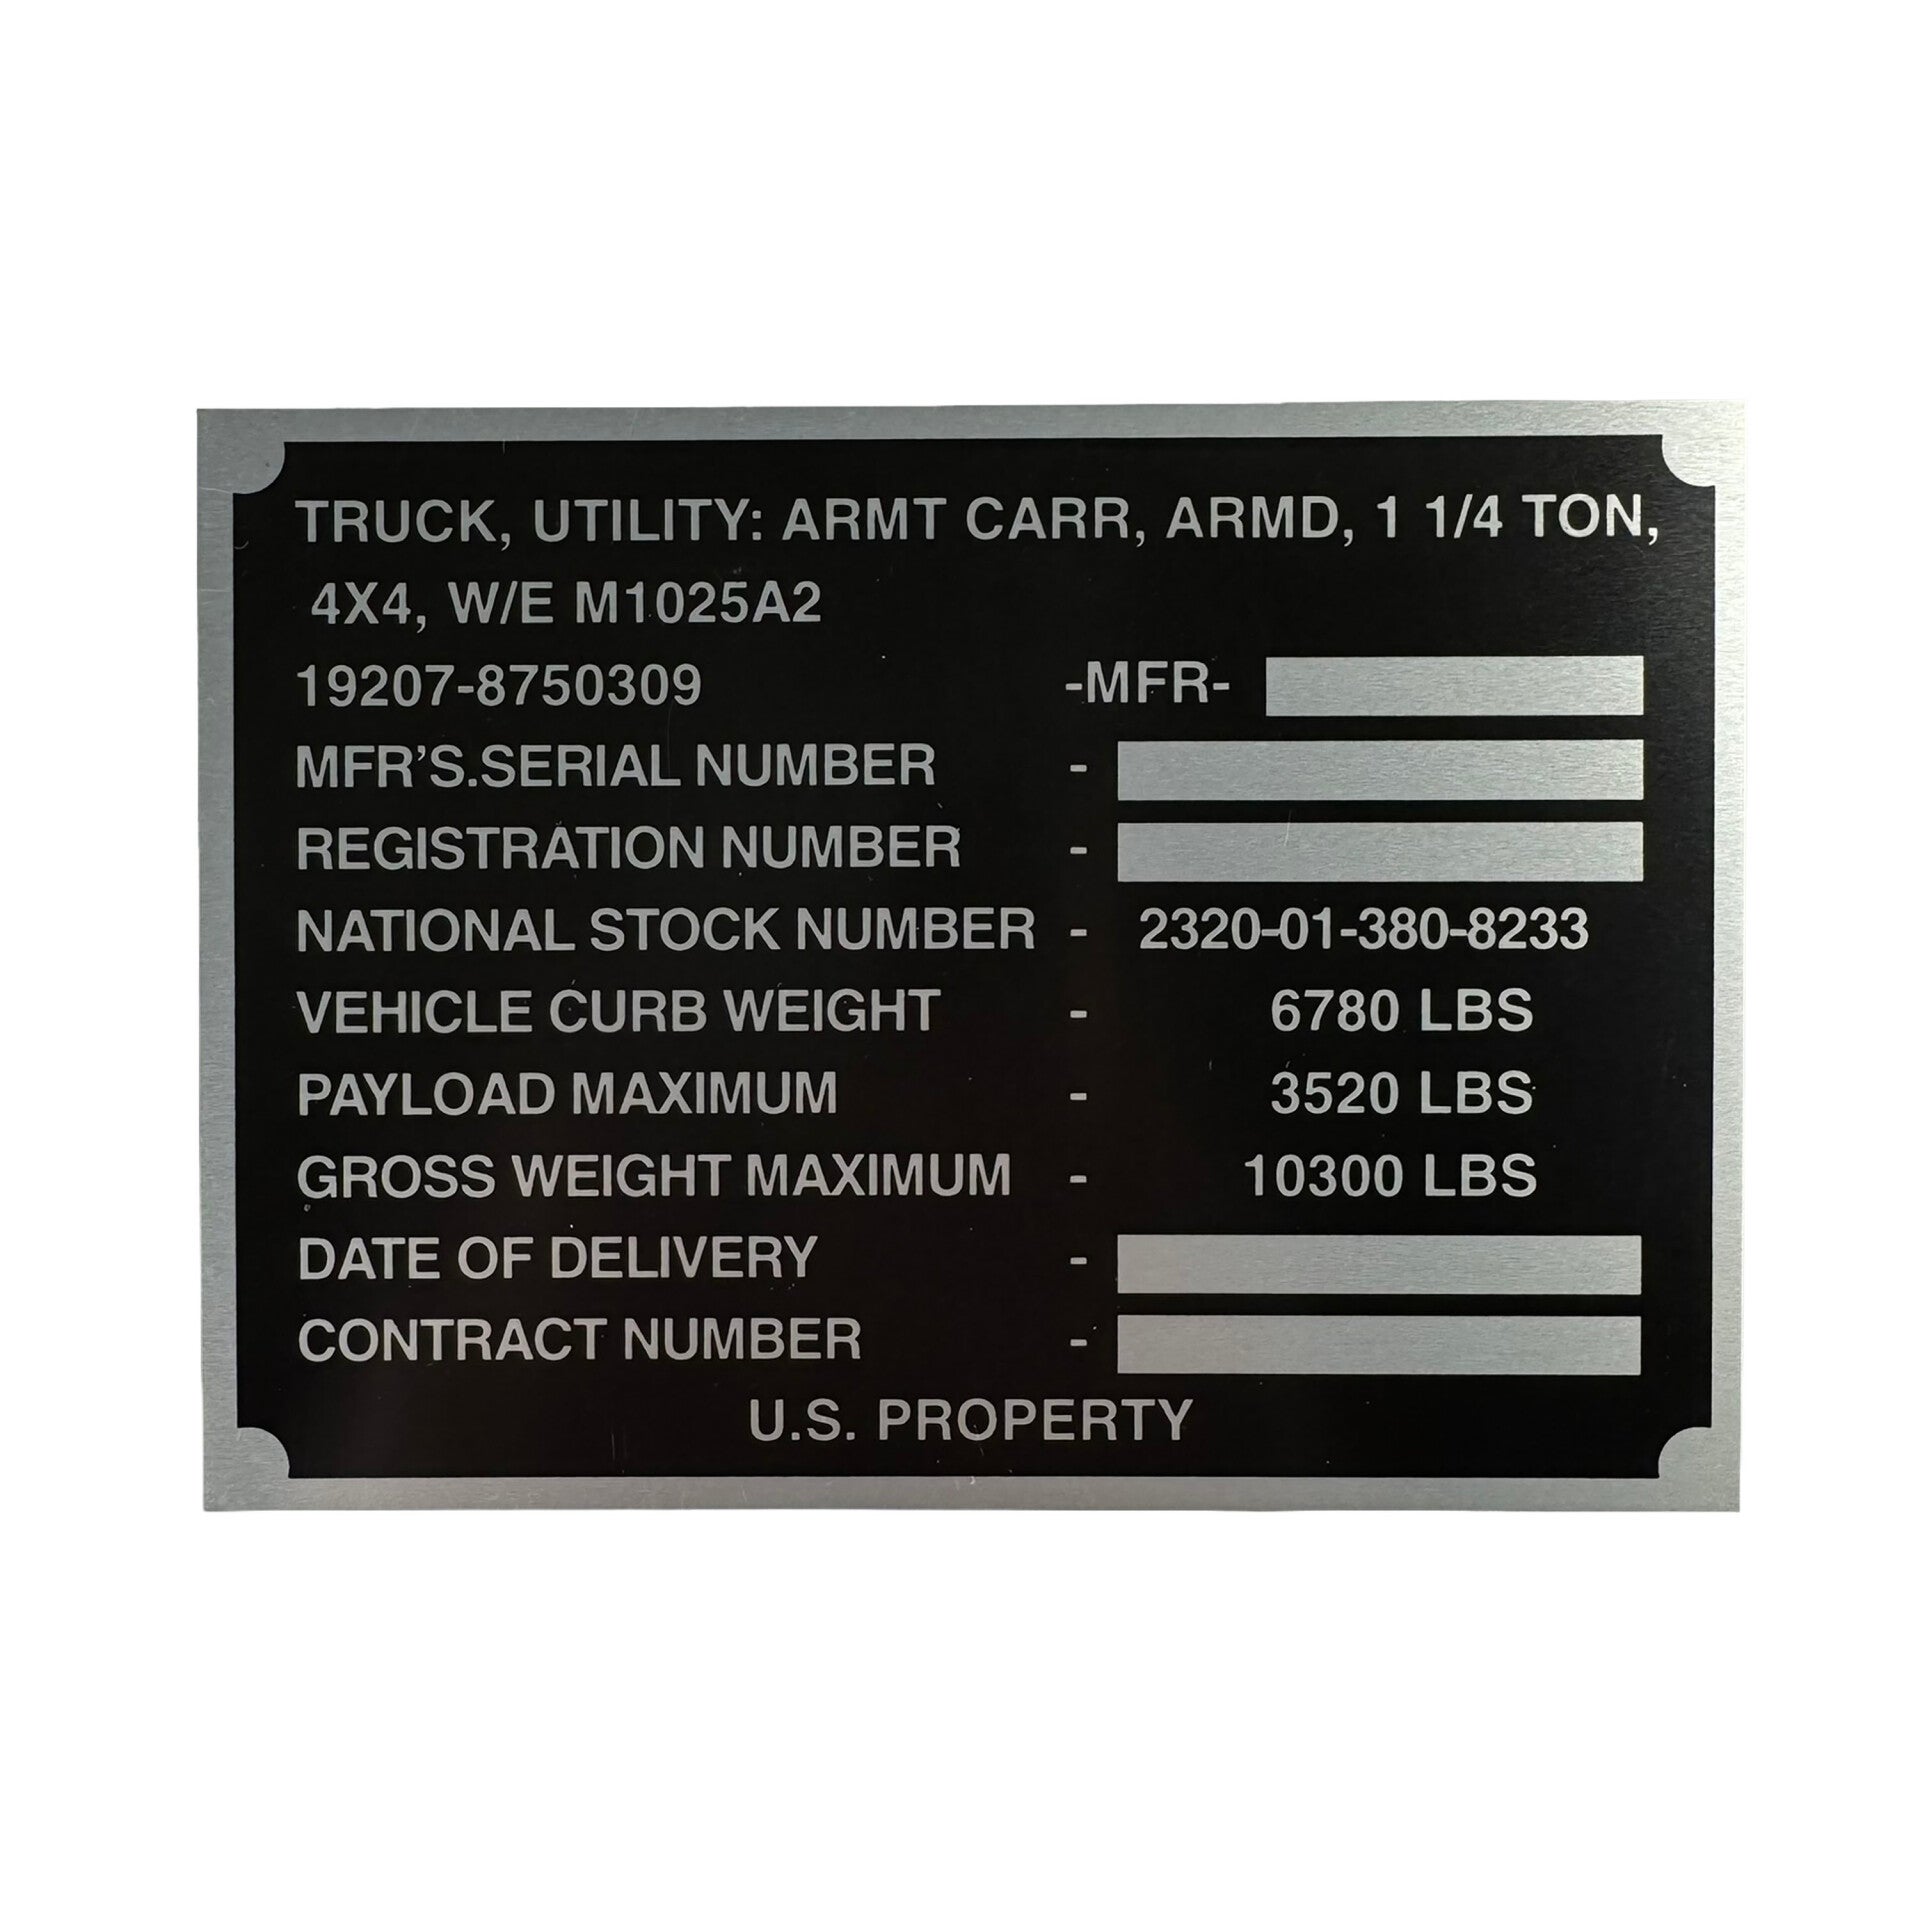 TRUCK, UTILITY: ARMT CARR, ARMD, 1 1/4 TON,
4X4, W/E M1025A2
19207-8750309 -MFR-
MFR'S.SERIAL NUMBER -
REGISTRATION NUMBER -
NATIONAL STOCK NUMBER - 2320-01-380-8233
VEHICLE CURB WEIGHT - 6780 LBS
PAYLOAD MAXIMUM - 3520 LBS
GROSS WEIGHT MAXIMUM - 10300 LBS
DATE OF DELIVERY -
CONTRACT NUMBER -
U.S. PROPERTY